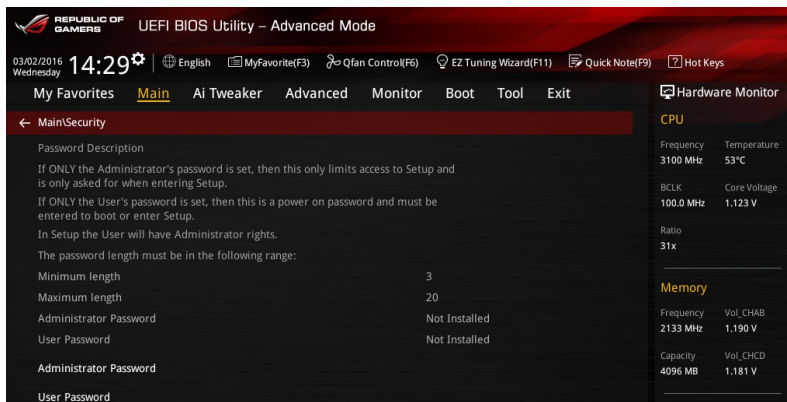 REPUBLIC OF
GAMERS
UEFI BIOS Utility – Advanced Mode
03/02/2016
Wednesday
14:29
English
MyFavorite(F3)
Qfan Control(F6)
EZ Tuning Wizard(F11)
Quick Note(F9)
? Hot Keys
My Favorites
Main
Ai Tweaker
Advanced
Monitor
Boot
Tool
Exit
Hardware Monitor
← Main\Security
Password Description
If ONLY the Administrator's password is set, then this only limits access to Setup and
is only asked for when entering Setup.
If ONLY the User's password is set, then this is a power on password and must be
entered to boot or enter Setup.
In Setup the User will have Administrator rights.
The password length must be in the following range:
Minimum length 3
Maximum length 20
Administrator Password Not Installed
User Password Not Installed
Administrator Password
User Password
CPU
Frequency Temperature
3100 MHz 53°C
BCLK Core Voltage
100.0 MHz 1.123 V
Ratio
31x
Memory
Frequency Vol_CHAB
2133 MHz 1.190 V
Capacity Vol_CHCD
4096 MB 1.181 V